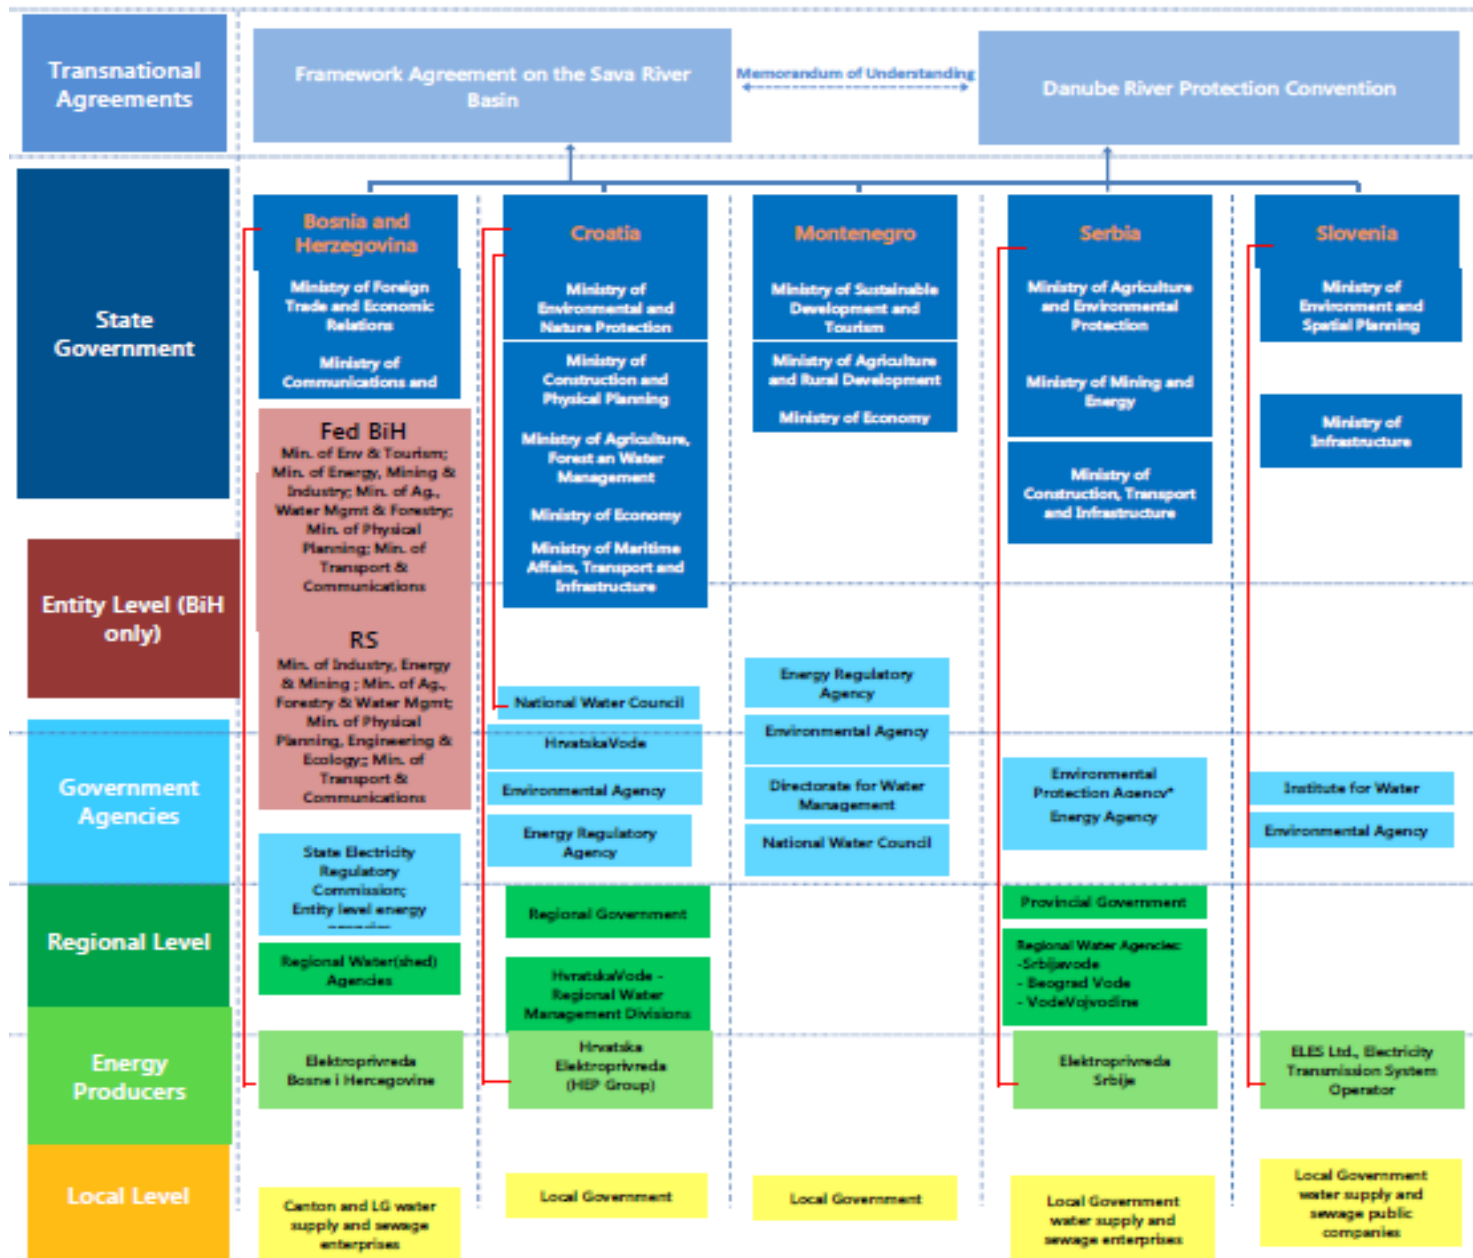 Transnational
Agreements
Framework Agreement on the Sava River
Basin
Memorandum of Understanding
Danube River Protection Convention
State
Government
Bosnia and
Herzegovina
Ministry of Foreign
Trade and Economic
Relations
Ministry of
Communications and
Croatia
Ministry of
Environmental and
Nature Protection
Ministry of
Construction and
Physical Planning
Ministry of Agriculture,
Forest an Water
Management
Ministry of Economy
Ministry of Maritime
Affairs, Transport and
Infrastructure
Montenegro
Ministry of Sustainable
Development and
Tourism
Ministry of Agriculture
and Rural Development
Ministry of Economy
Serbia
Ministry of Agriculture
and Environmental
Protection
Ministry of Mining and
Energy
Ministry of
Construction, Transport
and Infrastructure
Slovenia
Ministry of
Environment and
Spatial Planning
Ministry of
Infrastructure
Entity Level (BiH
only)
Fed BiH
Min. of Env & Tourism;
Min. of Energy, Mining &
Industry; Min. of Ag.,
Water Mgmt & Forestry;
Min. of Physical
Planning; Min. of
Transport &
Communications
RS
Min. of Industry, Energy
& Mining ; Min. of Ag.,
Forestry & Water Mgmt;
Min. of Physical
Planning, Engineering &
Ecology;; Min. of
Transport &
Communications
Government
Agencies
State Electricity
Regulatory
Commission;
Entity level energy
National Water Council
HrvatskaVode
Environmental Agency
Energy Regulatory
Agency
Energy Regulatory
Agency
Environmental Agency
Directorate for Water
Management
National Water Council
Environmental
Protection Agency*
Energy Agency
Institute for Water
Environmental Agency
Regional Level
Regional Water(shed)
Agencies
Regional Government
HvratskaVode -
Regional Water
Management Divisions
Provincial Government
Regional Water Agencies:
-Srbijavode
- Beograd Vode
- VodeVojvodine
Energy
Producers
Elektroprivreda
Bosne i Hercegovine
Hrvatska
Elektroprivreda
(HEP Group)
Elektroprivreda
Srbije
ELES Ltd., Electricity
Transmission System
Operator
Local Level
Canton and LG water
supply and sewage
enterprises
Local Government
Local Government
Local Government
water supply and
sewage enterprises
Local Government
water supply and
sewage public
companies